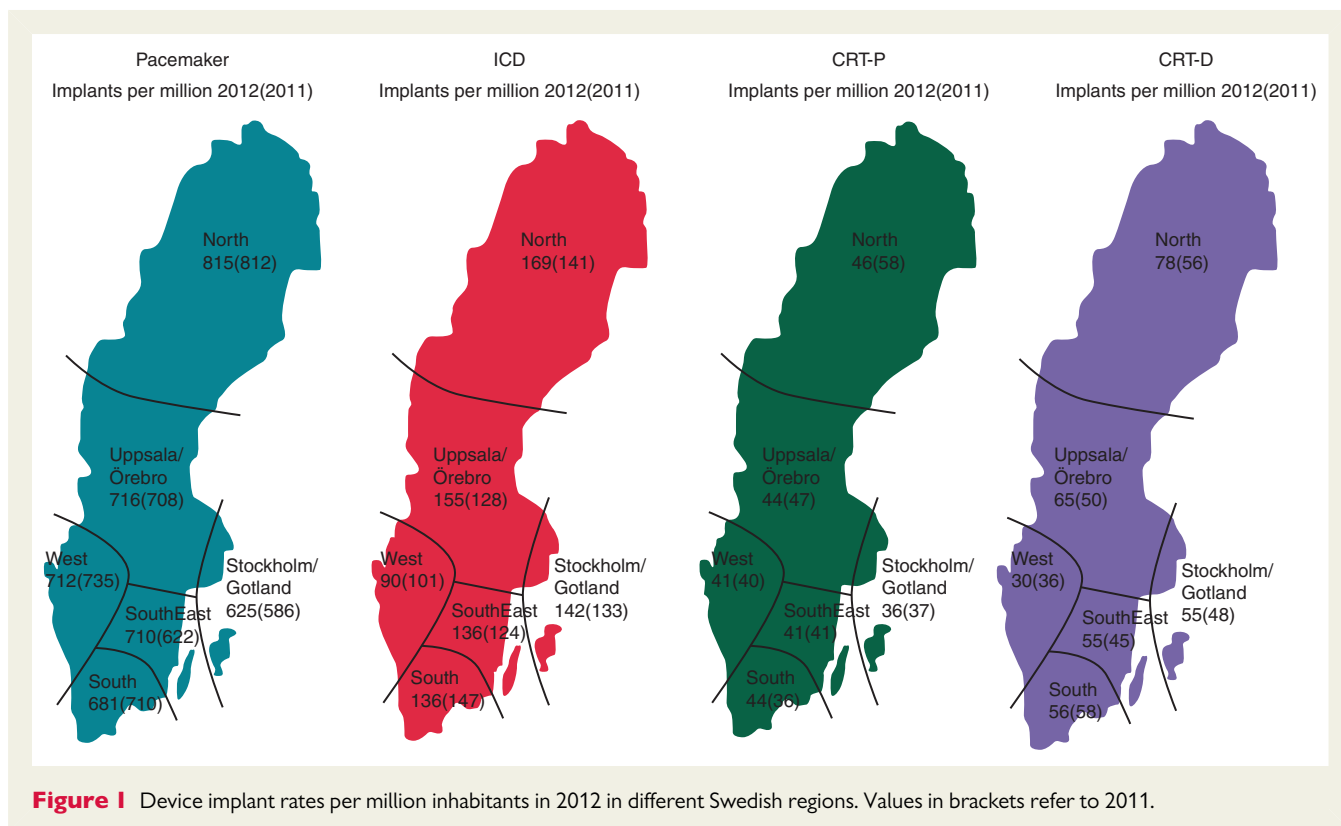 Pacemaker
Implants per million 2012(2011)
North
815(812)
Uppsala/
Örebro
716(708)
West
712(735)
Stockholm/
Gotland
625(586)
SouthEast
710(622)
South
681(710)
ICD
Implants per million 2012(2011)
North
169(141)
Uppsala/
Örebro
155(128)
West
90(101)
Stockholm/
Gotland
142(133)
SouthEast
136(124)
South
136(147)
CRT-P
Implants per million 2012(2011)
North
46(58)
Uppsala/
Örebro
44(47)
West
41(40)
Stockholm/
Gotland
36(37)
SouthEast
41(41)
South
44(36)
CRT-D
Implants per million 2012(2011)
North
78(56)
Uppsala/
Örebro
65(50)
West
30(36)
Stockholm/
Gotland
55(48)
SouthEast
55(45)
South
56(58)
Figure 1 Device implant rates per million inhabitants in 2012 in different Swedish regions. Values in brackets refer to 2011.